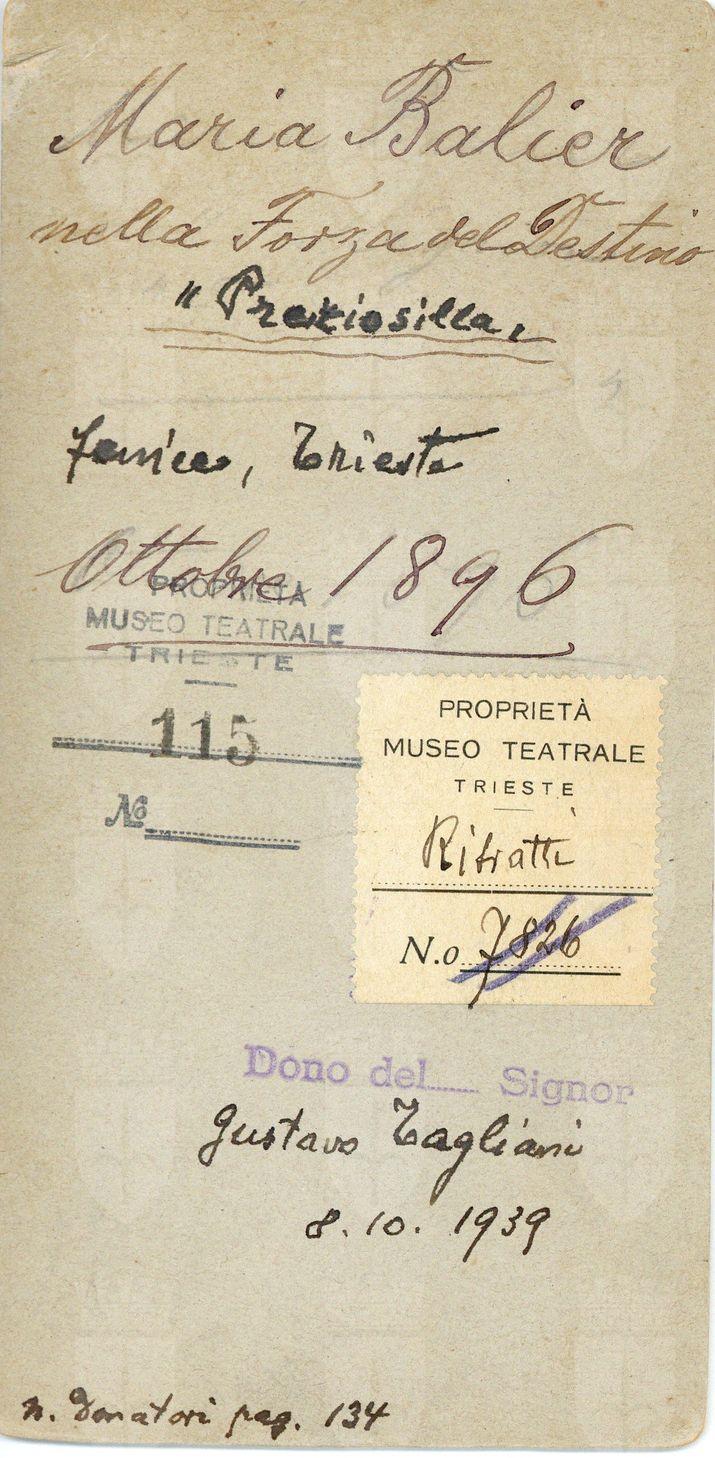 Maria Balier
nella Forza del Destino
"Preziosilla,
Fenice, Trieste
Ottobre 1896
PROPRIETÀ
MUSEO TEATRALE
TRIESTE
115
No
PROPRIETÀ
MUSEO TEATRALE
TRIESTE
Ritratti
N.o 7826
Dono del Signor
Gustavo Tagliani
8. 10. 1939
n. Donatori pag. 134